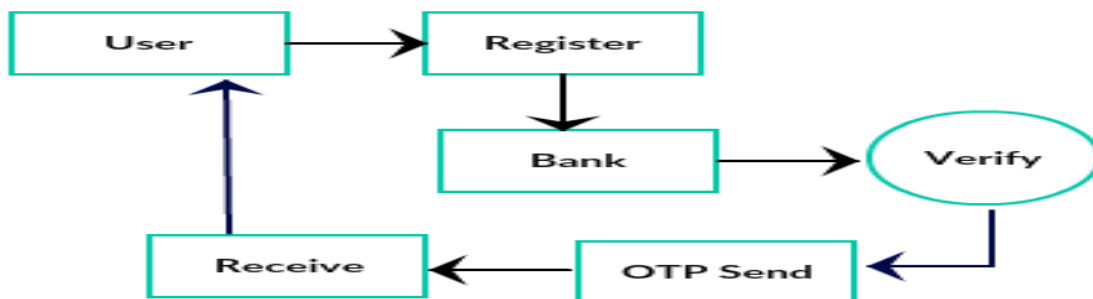 User
Register
Bank
Verify
OTP Send
Receive